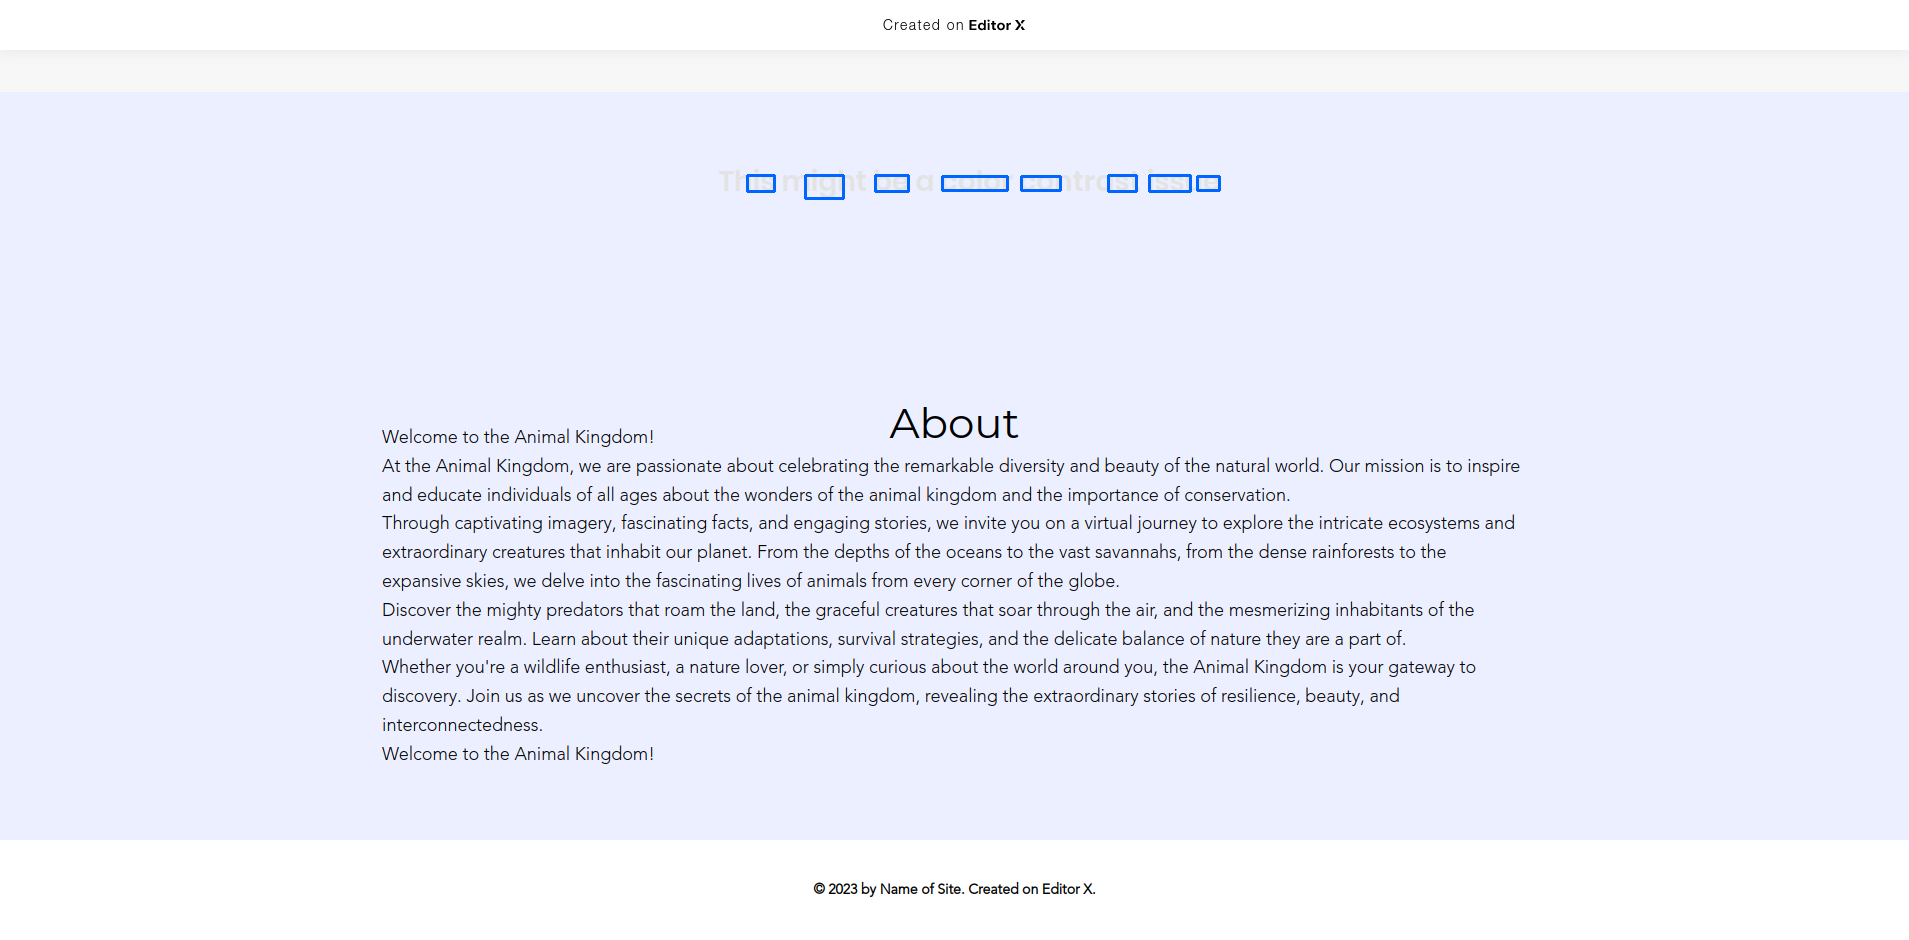 Created on Editor X
This might be a color contrast issue
About
Welcome to the Animal Kingdom!
At the Animal Kingdom, we are passionate about celebrating the remarkable diversity and beauty of the natural world. Our mission is to inspire
and educate individuals of all ages about the wonders of the animal kingdom and the importance of conservation.
Through captivating imagery, fascinating facts, and engaging stories, we invite you on a virtual journey to explore the intricate ecosystems and
extraordinary creatures that inhabit our planet. From the depths of the oceans to the vast savannahs, from the dense rainforests to the
expansive skies, we delve into the fascinating lives of animals from every corner of the globe.
Discover the mighty predators that roam the land, the graceful creatures that soar through the air, and the mesmerizing inhabitants of the
underwater realm. Learn about their unique adaptations, survival strategies, and the delicate balance of nature they are a part of.
Whether you're a wildlife enthusiast, a nature lover, or simply curious about the world around you, the Animal Kingdom is your gateway to
discovery. Join us as we uncover the secrets of the animal kingdom, revealing the extraordinary stories of resilience, beauty, and
interconnectedness.
Welcome to the Animal Kingdom!
© 2023 by Name of Site. Created on Editor X.